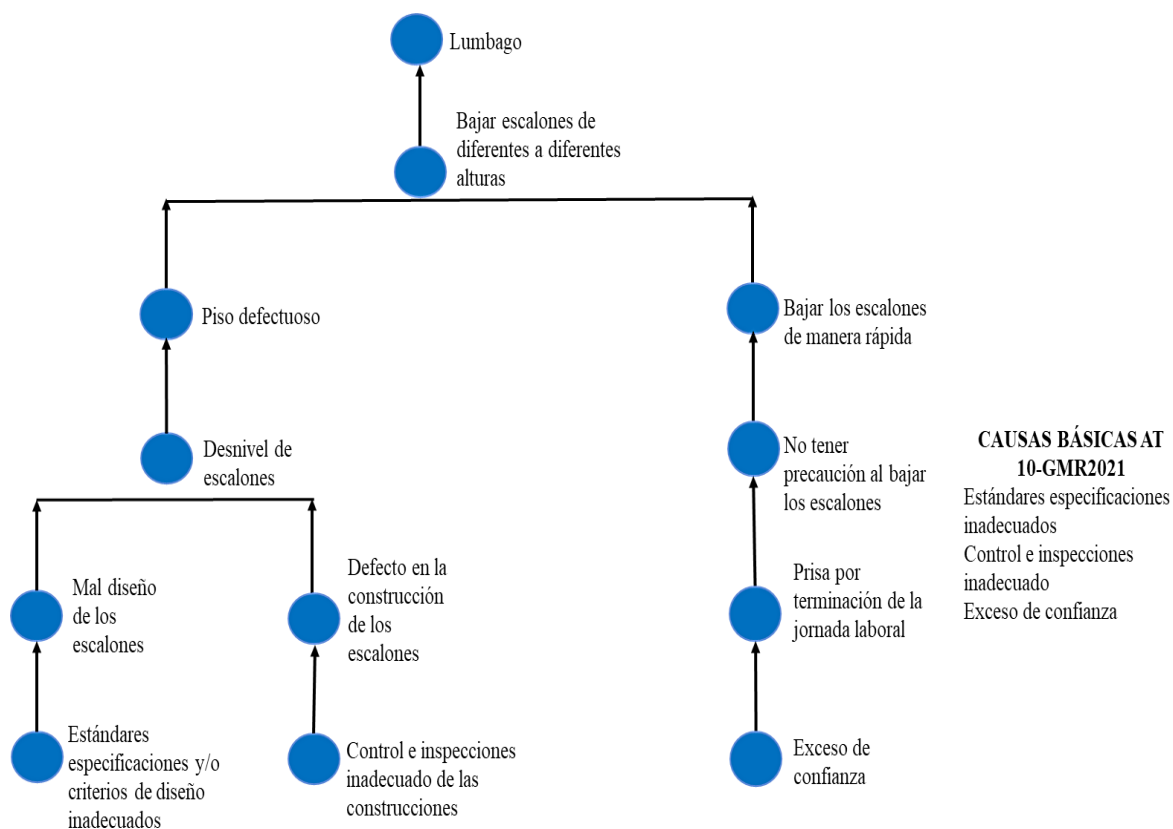 Lumbago
Bajar escalones de
diferentes a diferentes
alturas
Piso defectuoso
Bajar los escalones
de manera rápida
Desnivel de
escalones
No tener
precaución al bajar
los escalones
CAUSAS BÁSICAS AT
10-GMR2021
Estándares especificaciones
inadecuados
Control e inspecciones
inadecuado
Exceso de confianza
Mal diseño
de los
escalones
Defecto en la
construcción
de los
escalones
Prisa por
terminación de la
jornada laboral
Estándares
especificaciones y/o
criterios de diseño
inadecuados
Control e inspecciones
inadecuado de las
construcciones
Exceso de
confianza